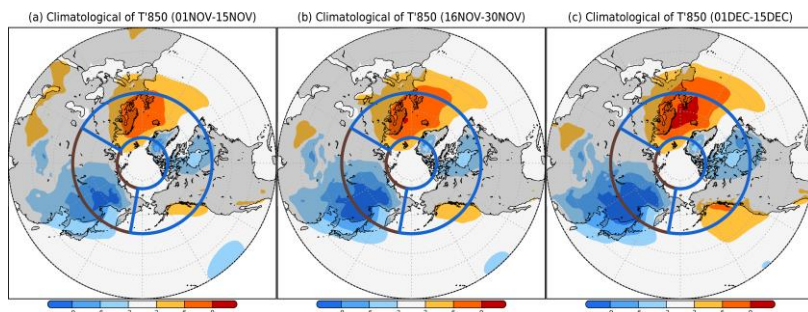 (a) Climatological of T'850 (01NOV-15NOV)
(b) Climatological of T'850 (16NOV-30NOV)
(c) Climatological of T'850 (01DEC-15DEC)